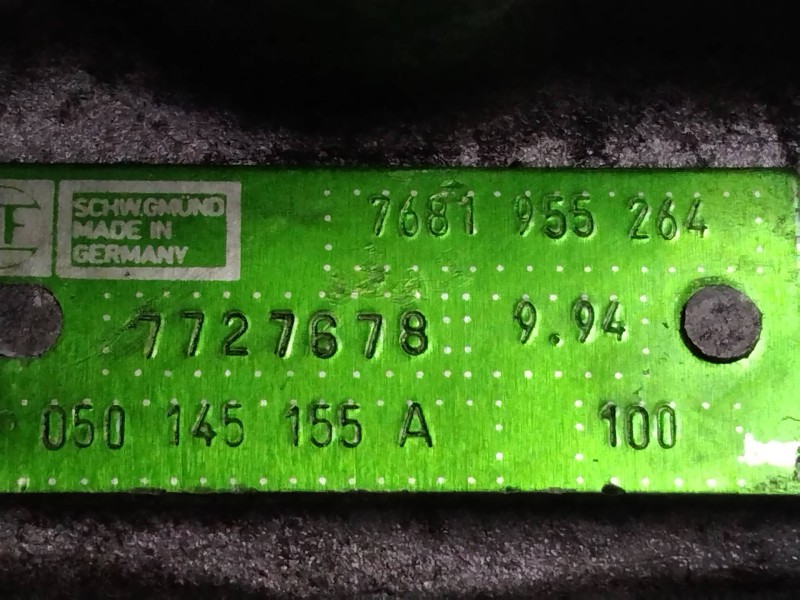 F
SCHW.GMÜND
MADE IN
GERMANY
7681 955 264
7727678 9.94
050 145 155 A 100